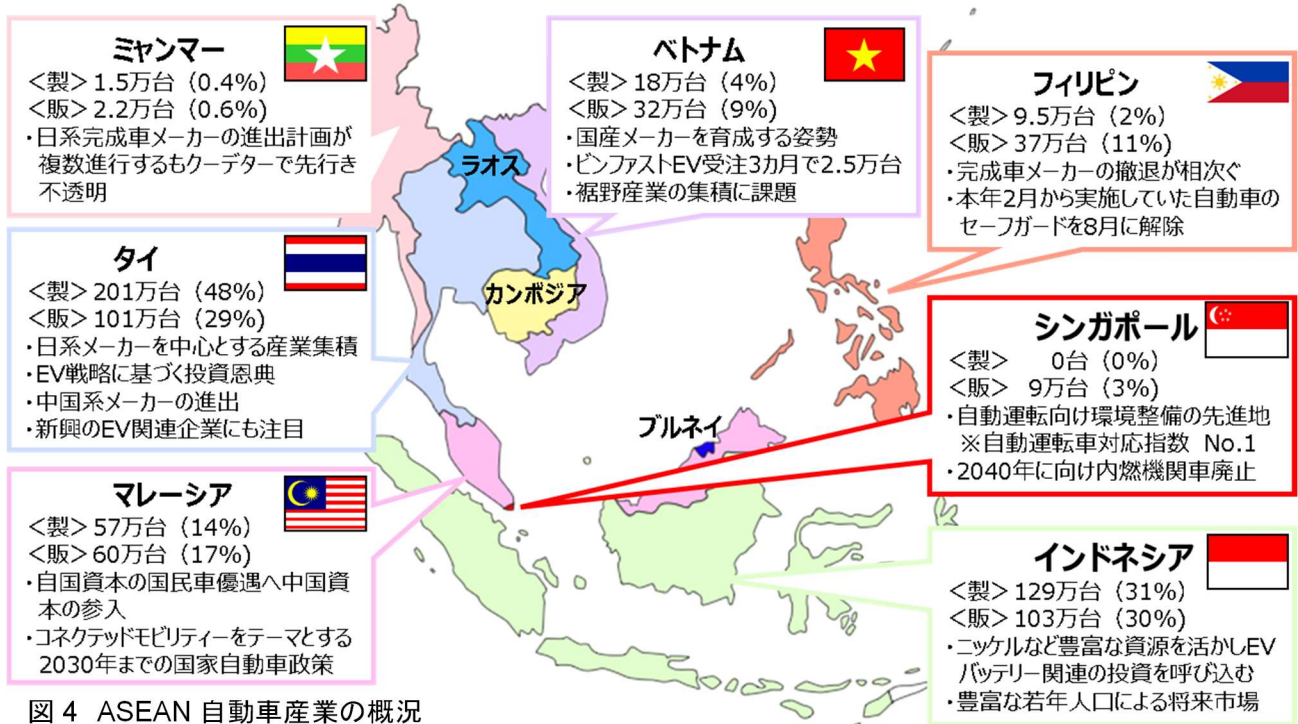 ミャンマー
＜製＞1.5万台（0.4%）
＜販＞2.2万台（0.6%）
・日系完成車メーカーの進出計画が
複数進行するもクーデターで先行き
不透明
ベトナム
＜製＞18万台（4%）
＜販＞32万台（9%）
・国産メーカーを育成する姿勢
・ビンファストEV受注3カ月で2.5万台
・裾野産業の集積に課題
フィリピン
＜製＞9.5万台（2%）
＜販＞37万台（11%）
・完成車メーカーの撤退が相次ぐ
・本年2月から実施していた自動車の
セーフガードを8月に解除
ラオス
タイ
＜製＞201万台（48%）
＜販＞101万台（29%）
・日系メーカーを中心とする産業集積
・EV戦略に基づく投資恩典
・中国系メーカーの進出
・新興のEV関連企業にも注目
カンボジア
シンガポール
＜製＞　0台（0%）
＜販＞　9万台（3%）
・自動運転向け環境整備の先進地
※自動運転車対応指数 No.1
・2040年に向け内燃機関車廃止
ブルネイ
マレーシア
＜製＞57万台（14%）
＜販＞60万台（17%）
・自国資本の国民車優遇へ中国資
本の参入
・コネクテッドモビリティーをテーマとする
2030年までの国家自動車政策
インドネシア
＜製＞129万台（31%）
＜販＞103万台（30%）
・ニッケルなど豊富な資源を活かしEV
バッテリー関連の投資を呼び込む
・豊富な若年人口による将来市場
図4 ASEAN自動車産業の概況